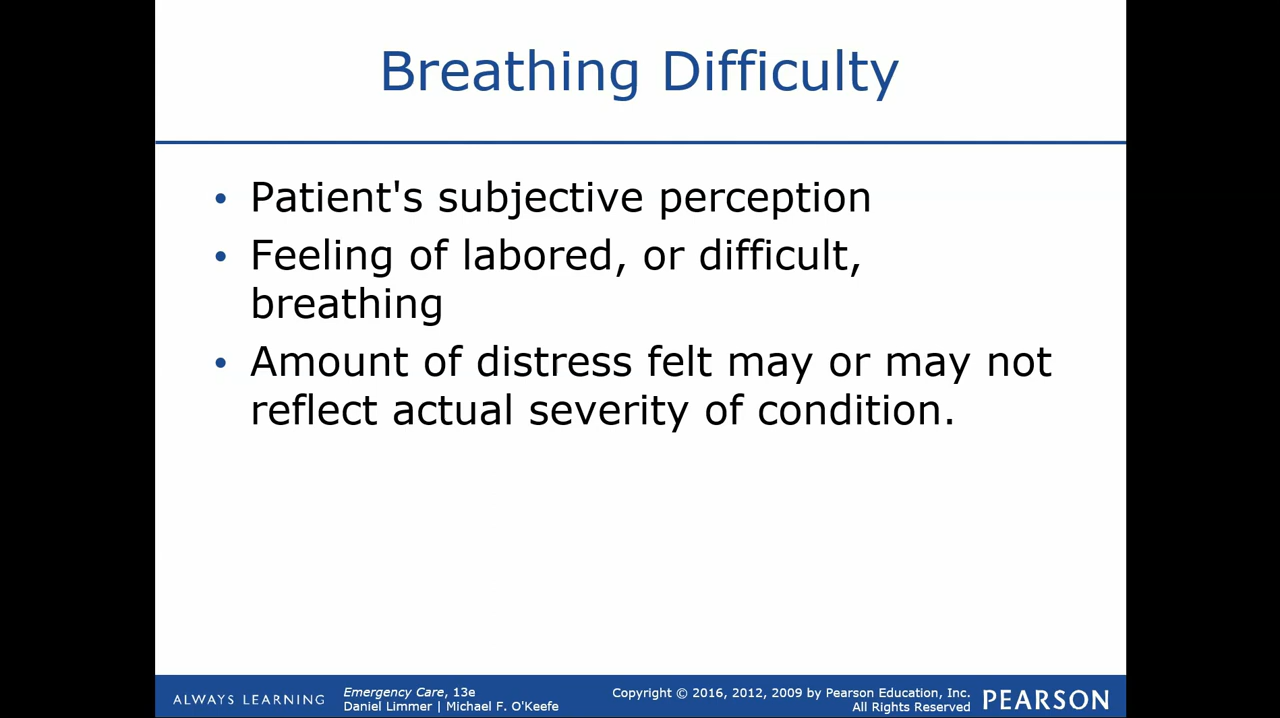 Breathing Difficulty
• Patient's subjective perception
• Feeling of labored, or difficult,
breathing
• Amount of distress felt may or may not
reflect actual severity of condition.
ALWAYS LEARNING
Emergency Care, 13e
Daniel Limmer | Michael F. O'Keefe
Copyright © 2016, 2012, 2009 by Pearson Education, Inc.
All Rights Reserved
PEARSON